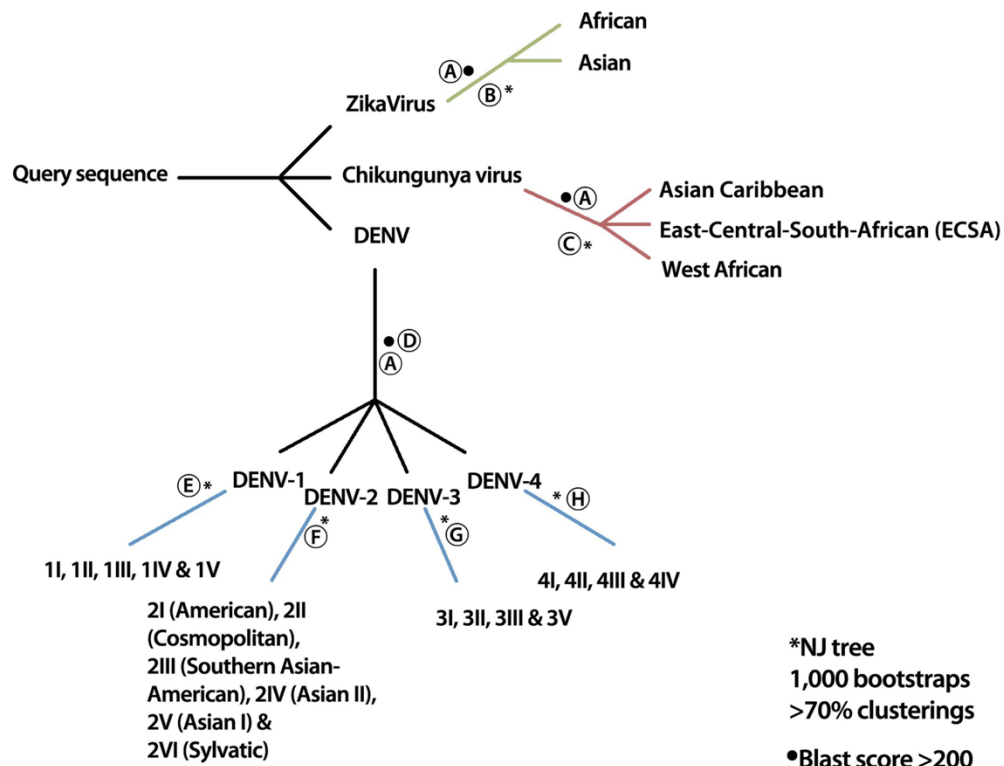 African
Asian
Ⓐ●
Ⓑ*
ZikaVirus
Query sequence
Chikungunya virus
●Ⓐ
Ⓒ*
Asian Caribbean
East-Central-South-African (ECSA)
West African
DENV
●Ⓓ
Ⓐ
Ⓔ*
DENV-1
DENV-2
DENV-3
DENV-4
Ⓕ*
*Ⓖ
*Ⓗ
1I, 1II, 1III, 1IV & 1V
2I (American), 2II
(Cosmopolitan),
2III (Southern Asian-
American), 2IV (Asian II),
2V (Asian I) &
2VI (Sylvatic)
3I, 3II, 3III & 3V
4I, 4II, 4III & 4IV
*NJ tree
1,000 bootstraps
>70% clusterings
●Blast score >200